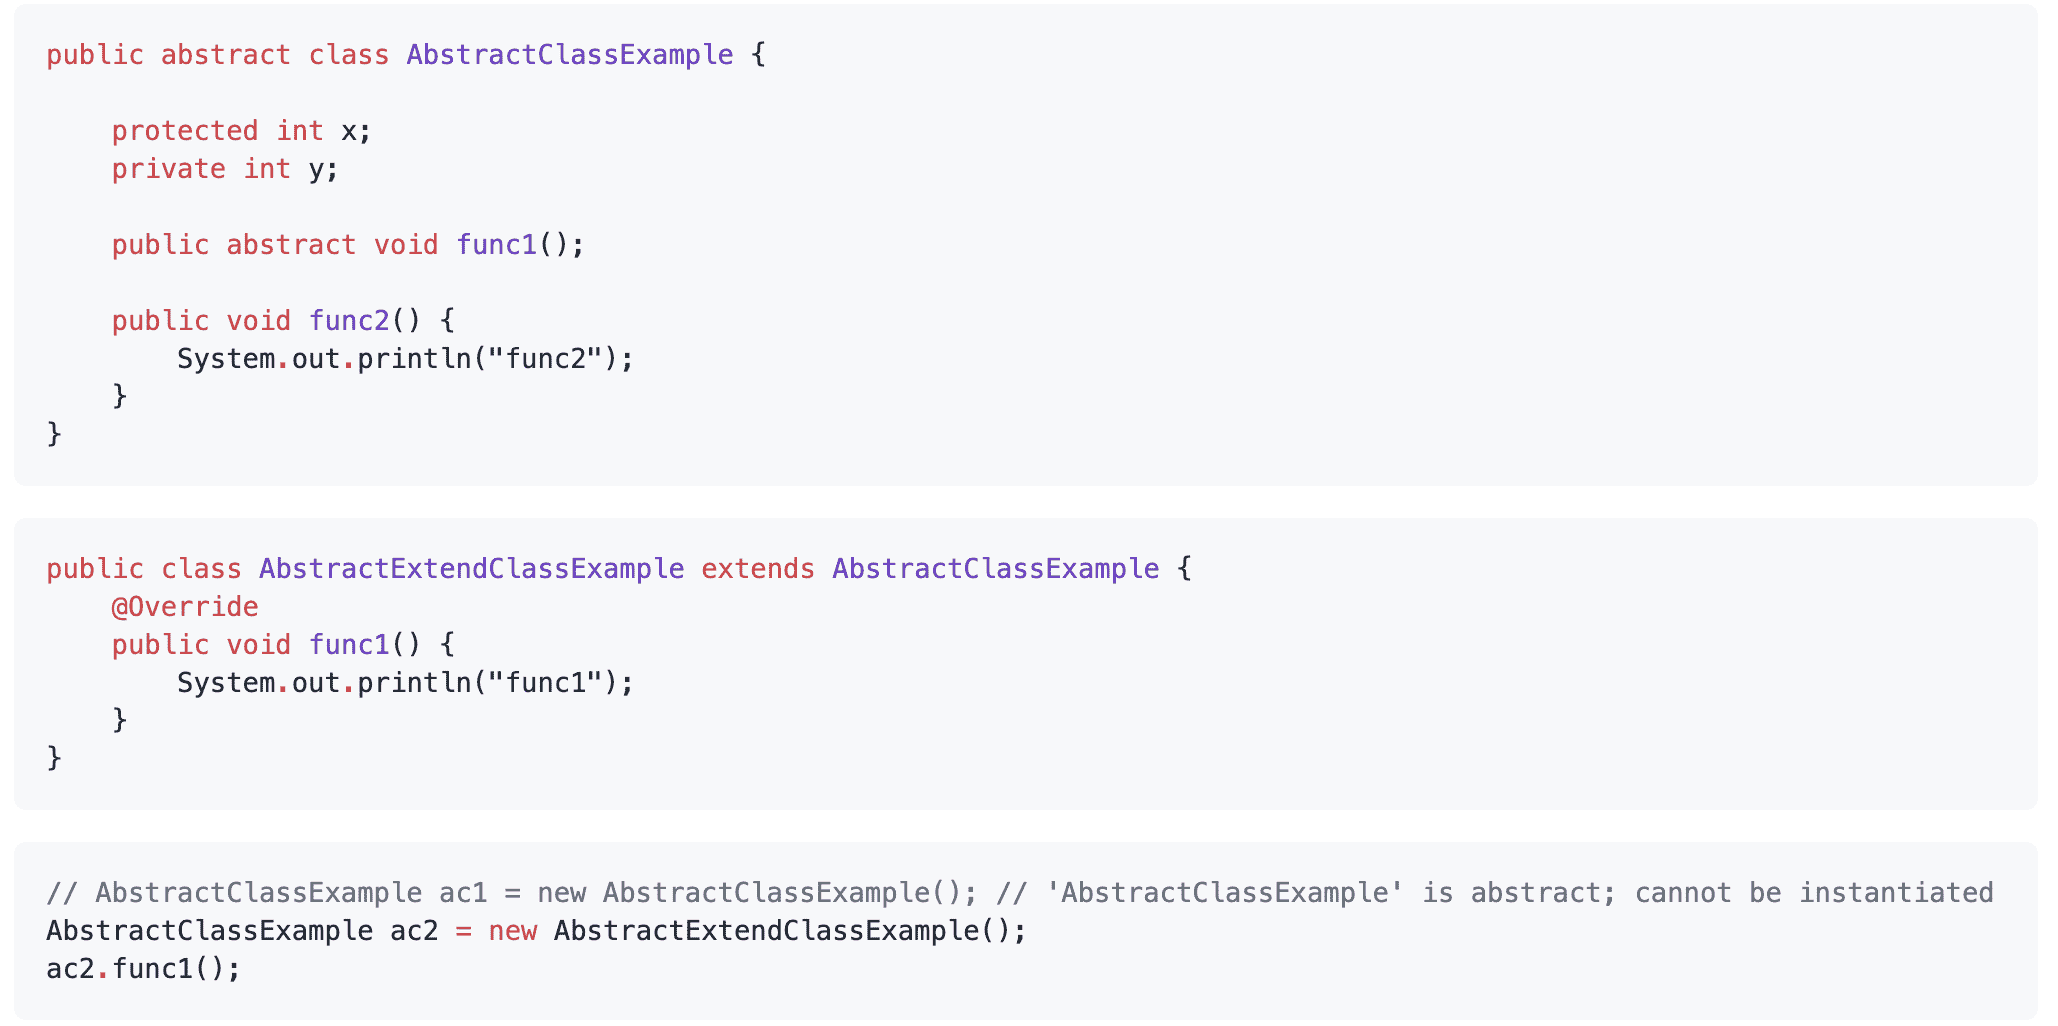 public abstract class AbstractClassExample {
protected int x;
private int y;
public abstract void func1();
public void func2() {
System.out.println("func2");
}
}
public class AbstractExtendClassExample extends AbstractClassExample {
@Override
public void func1() {
System.out.println("func1");
}
}
// AbstractClassExample ac1 = new AbstractClassExample(); // 'AbstractClassExample' is abstract; cannot be instantiated
AbstractClassExample ac2 = new AbstractExtendClassExample();
ac2.func1();